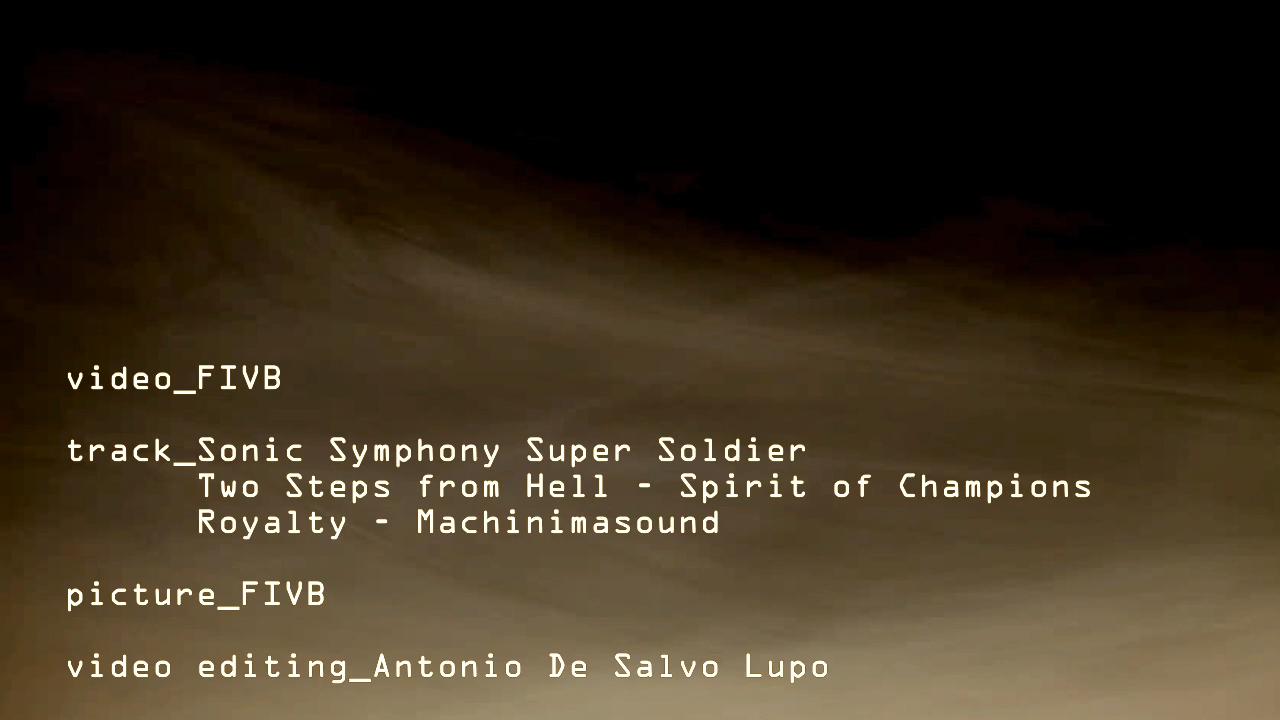 video_FIVB
track_Sonic Symphony Super Soldier
Two Steps from Hell - Spirit of Champions
Royalty - Machinimasound
picture_FIVB
video editing_Antonio De Salvo Lupo